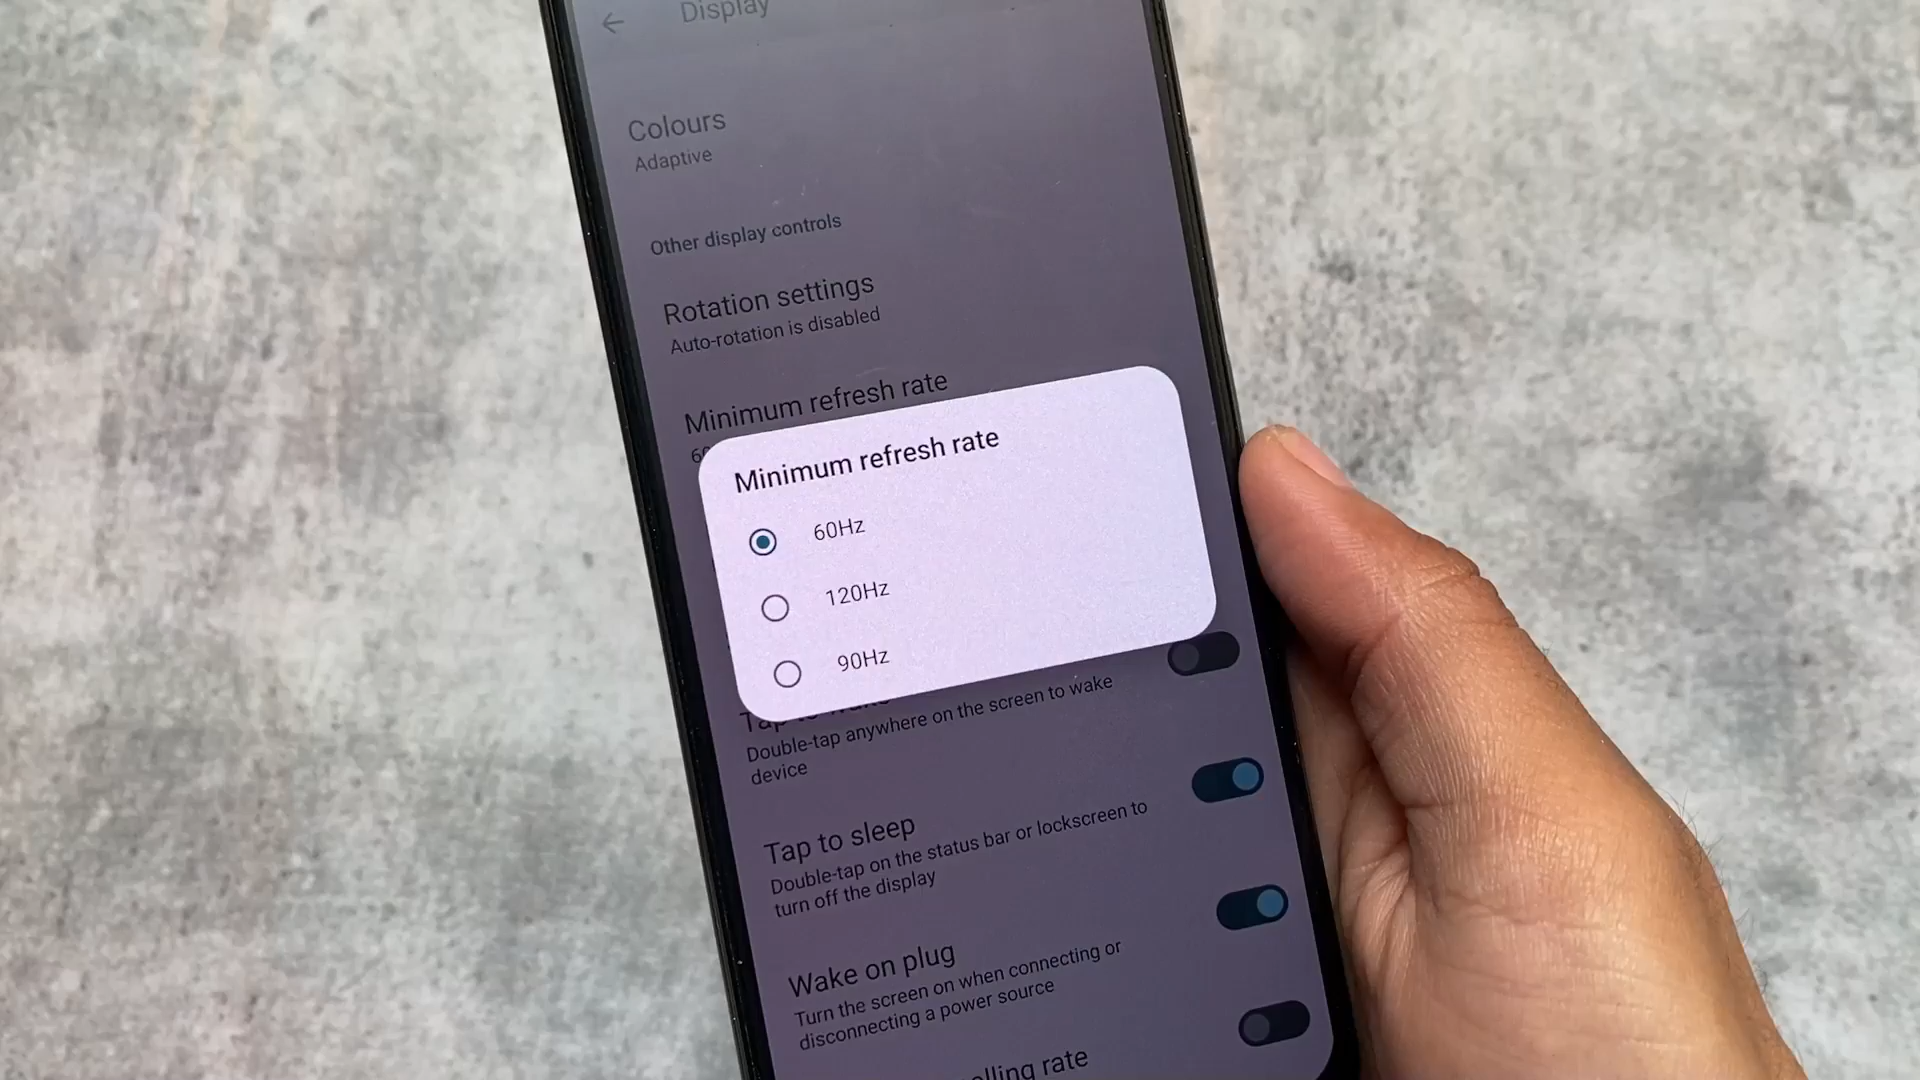 Display
Colours
Adaptive
Other display controls
Rotation settings
Auto-rotation is disabled
Minimum refresh rate
Minimum refresh rate
60Hz
120Hz
90Hz
Double-tap anywhere on the screen to wake
device
Tap to sleep
Double-tap on the status bar or lockscreen to
turn off the display
Wake on plug
Turn the screen on when connecting or
disconnecting a power source
rate